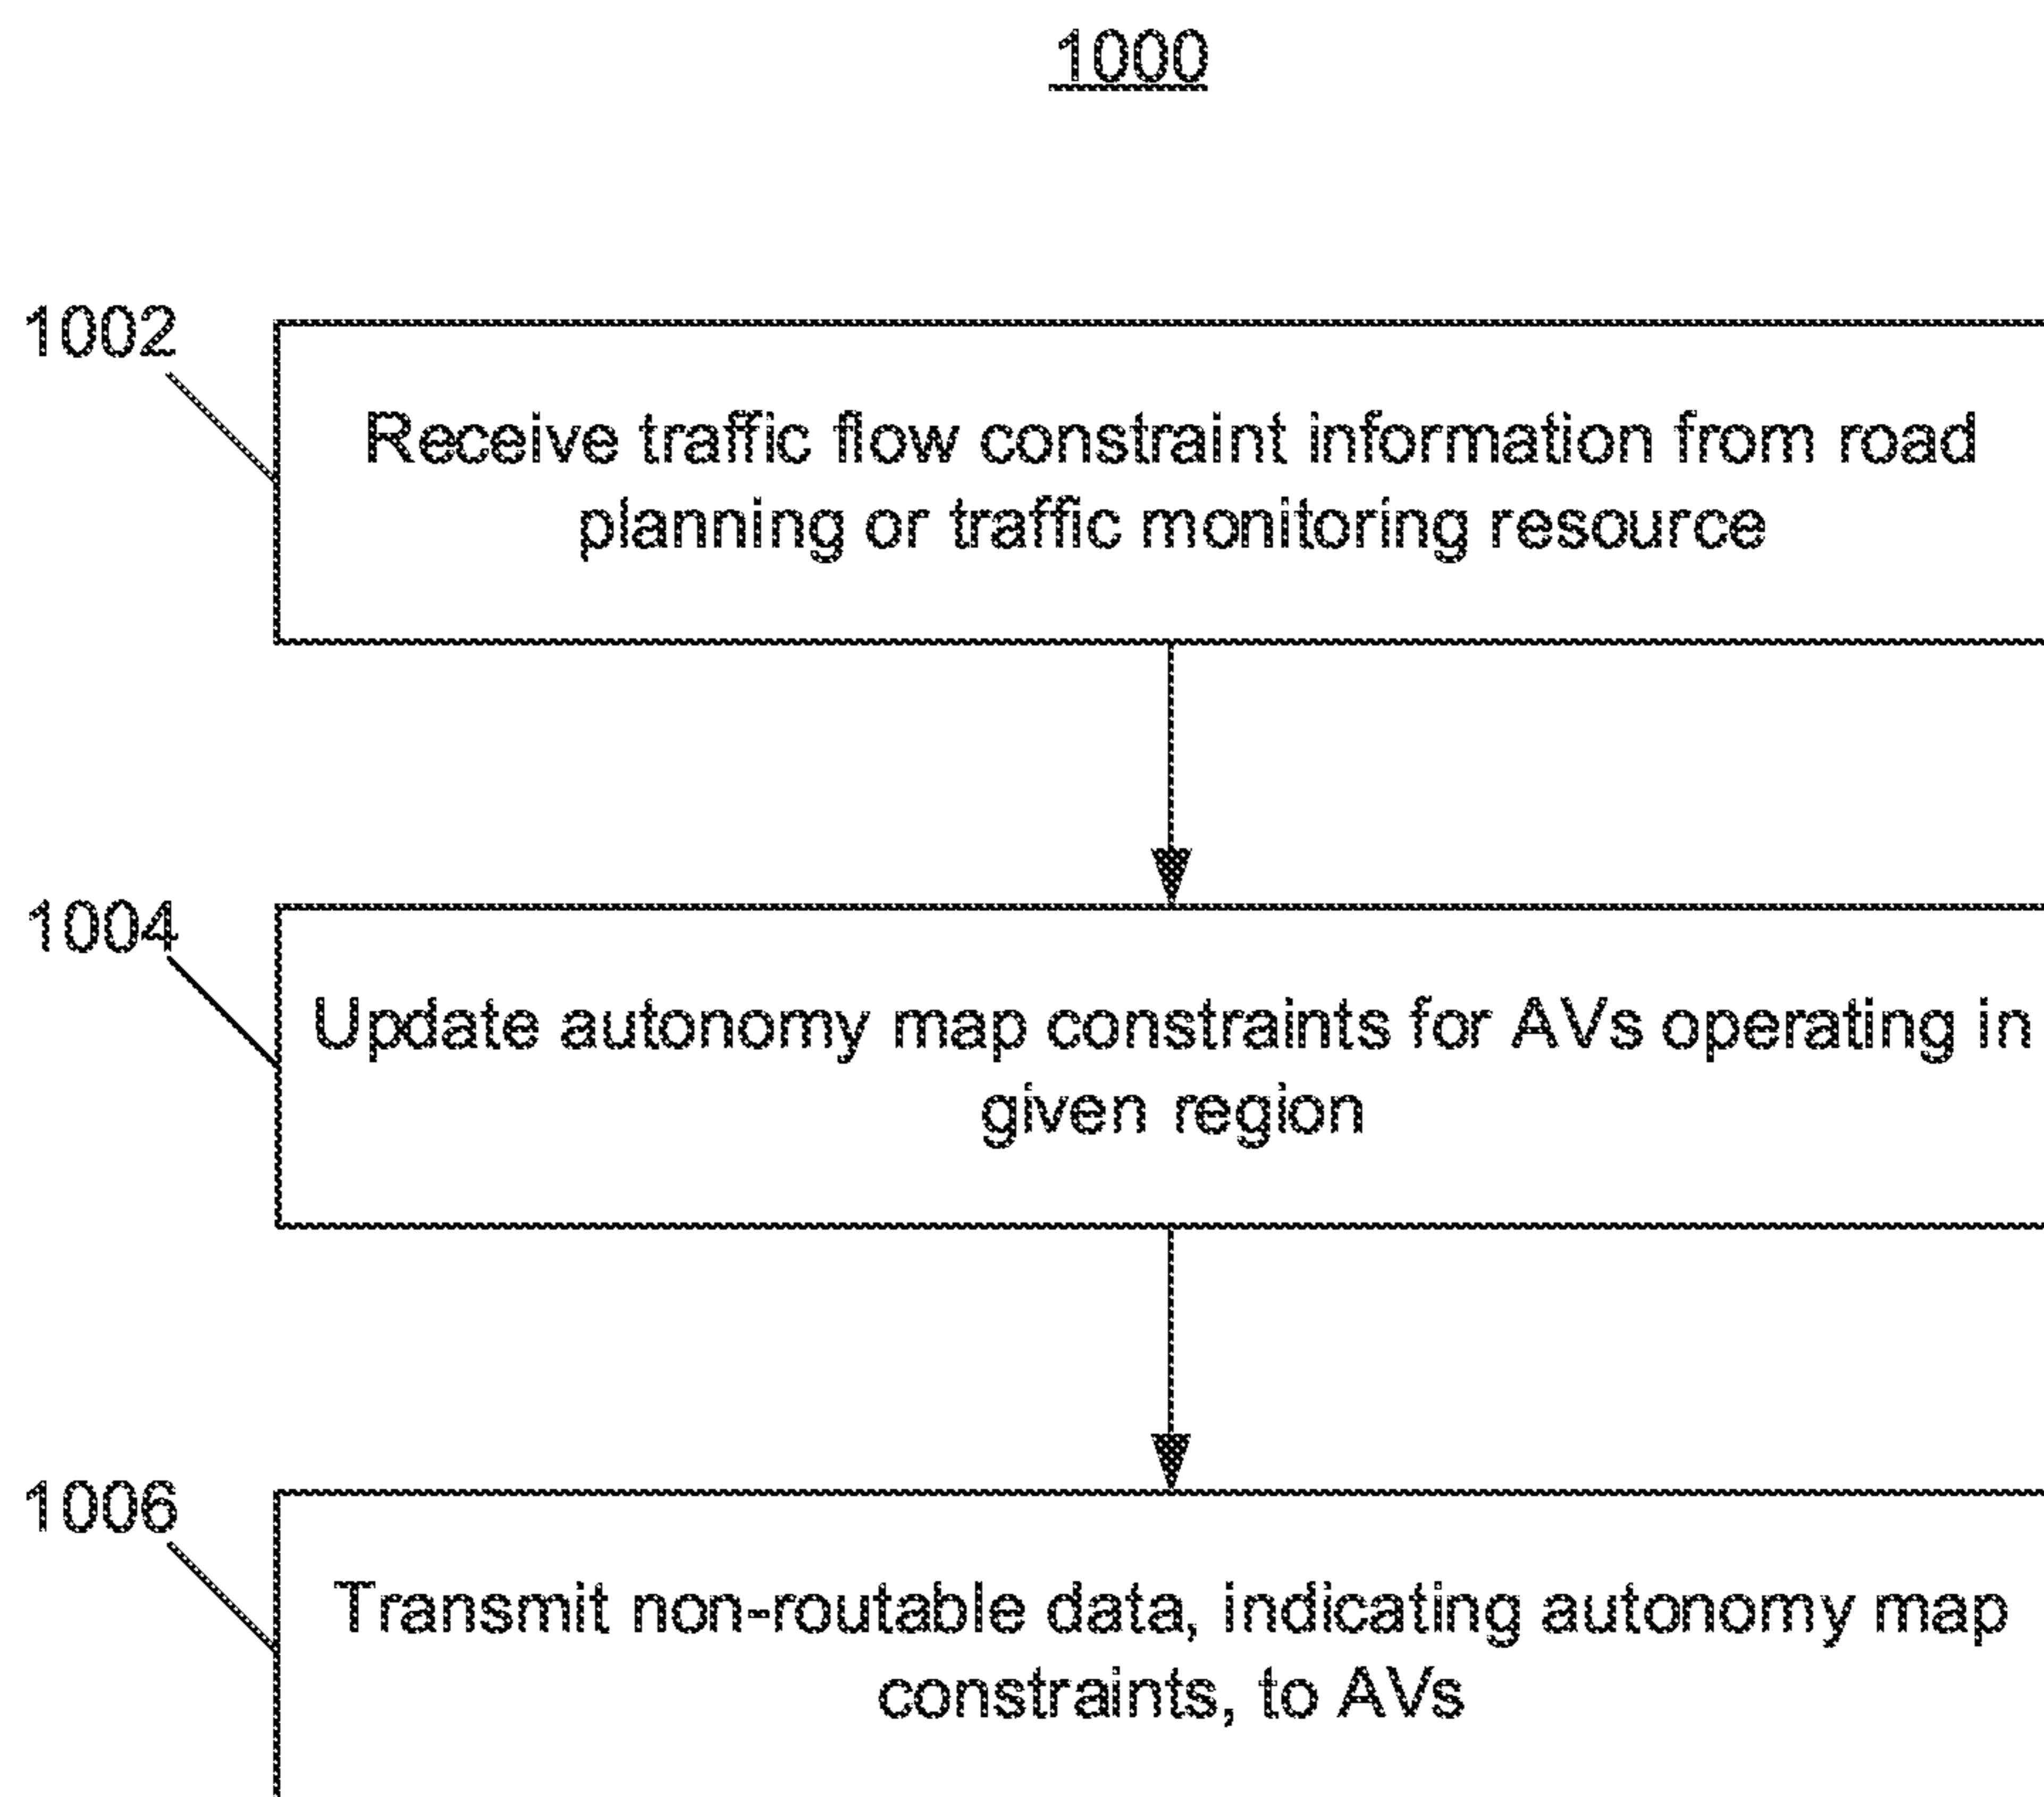 1000
1002
Receive traffic flow constraint information from road
planning or traffic monitoring resource
1004
Update autonomy map constraints for AVs operating in
given region
1006
Transmit non-routable data, indicating autonomy map
constraints, to AVs